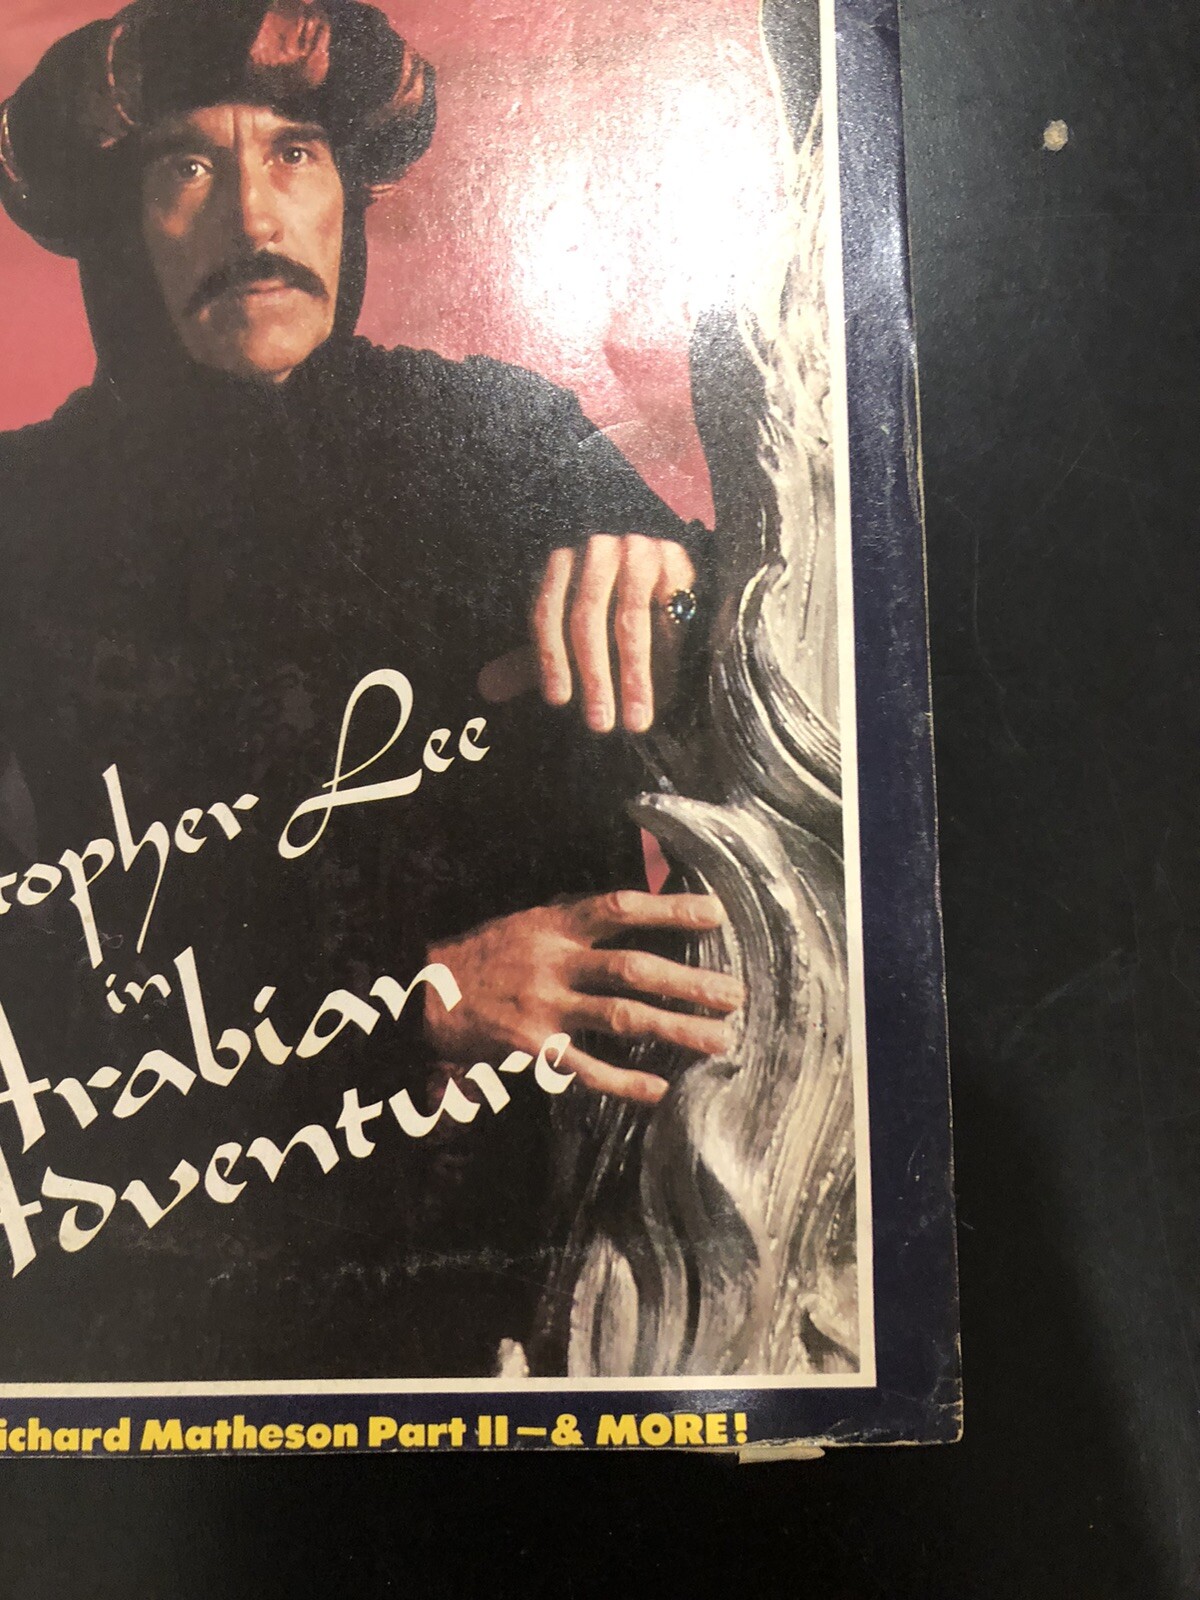 topher Lee
in
Arabian
Adventure
ichard Matheson Part II—& MORE!